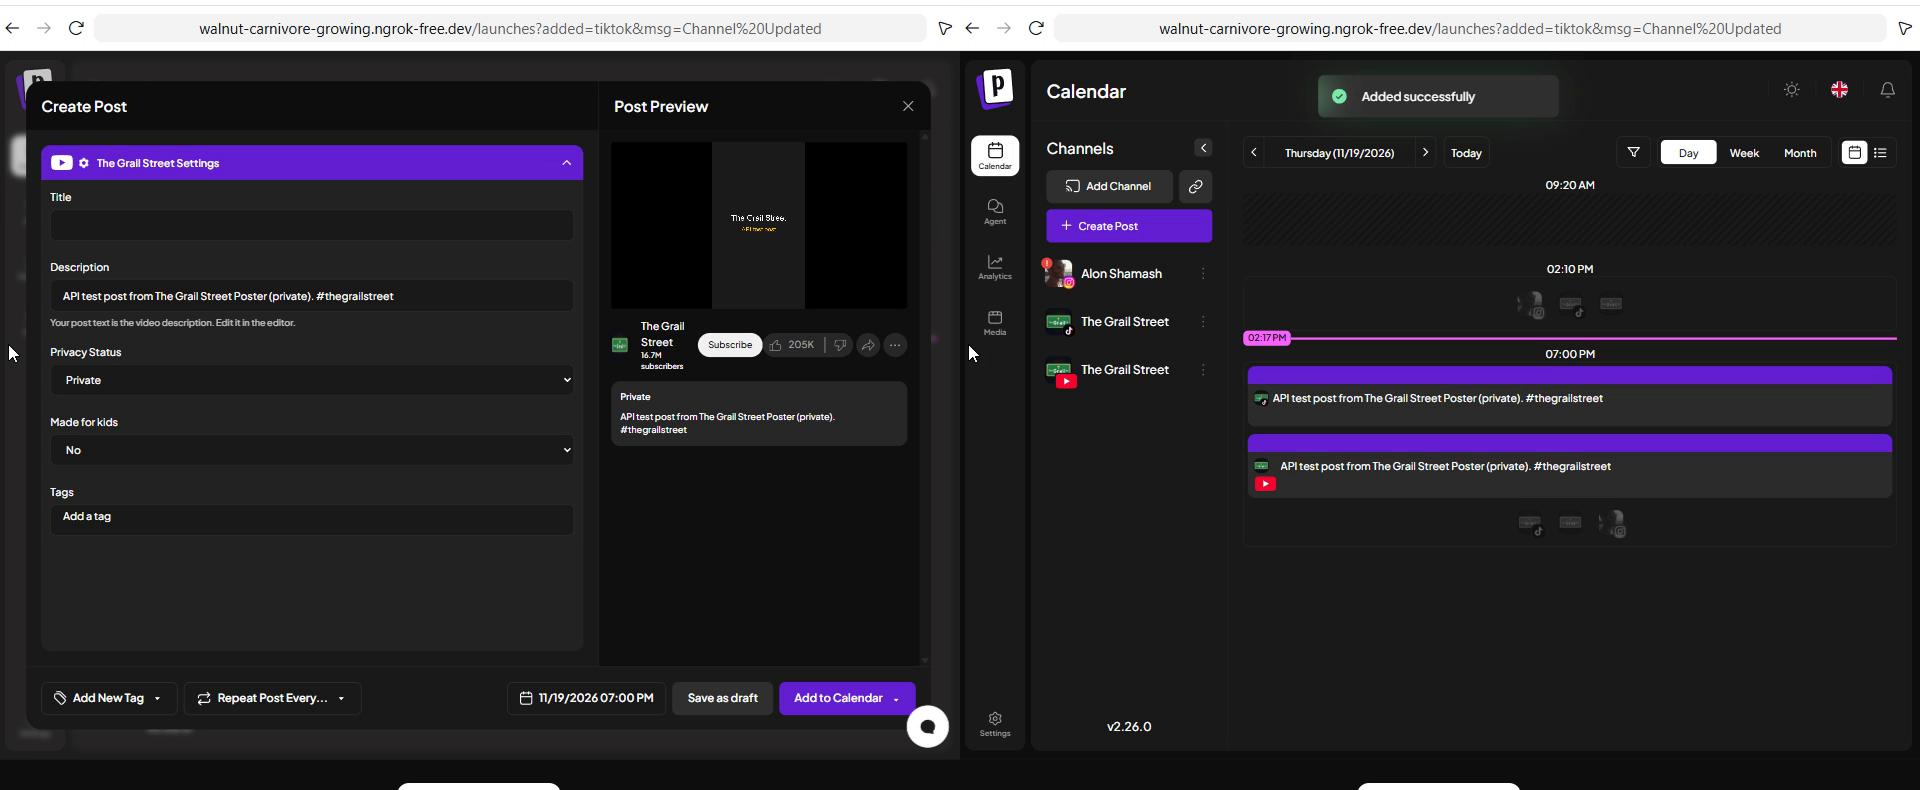 walnut-carnivore-growing.ngrok-free.dev/launches?added=tiktok&msg=Channel%20Updated
Create Post
Post Preview
The Grail Street Settings
Title
Description
API test post from The Grail Street Poster (private). #thegrailstreet
Your post text is the video description. Edit it in the editor.
Privacy Status
Private
Made for kids
No
Tags
Add a tag
The Grail Street
API test post
The Grail
Street
16.7M
subscribers
Subscribe
205K
Private
API test post from The Grail Street Poster (private).
#thegrailstreet
Add New Tag
Repeat Post Every...
11/19/2026 07:00 PM
Save as draft
Add to Calendar
walnut-carnivore-growing.ngrok-free.dev/launches?added=tiktok&msg=Channel%20Updated
p
Calendar
Agent
Analytics
Media
Settings
Calendar
Added successfully
Channels
Add Channel
Create Post
Alon Shamash
The Grail Street
The Grail Street
v2.26.0
Thursday (11/19/2026)
Today
Day
Week
Month
09:20 AM
02:10 PM
02:17 PM
07:00 PM
API test post from The Grail Street Poster (private). #thegrailstreet
API test post from The Grail Street Poster (private). #thegrailstreet